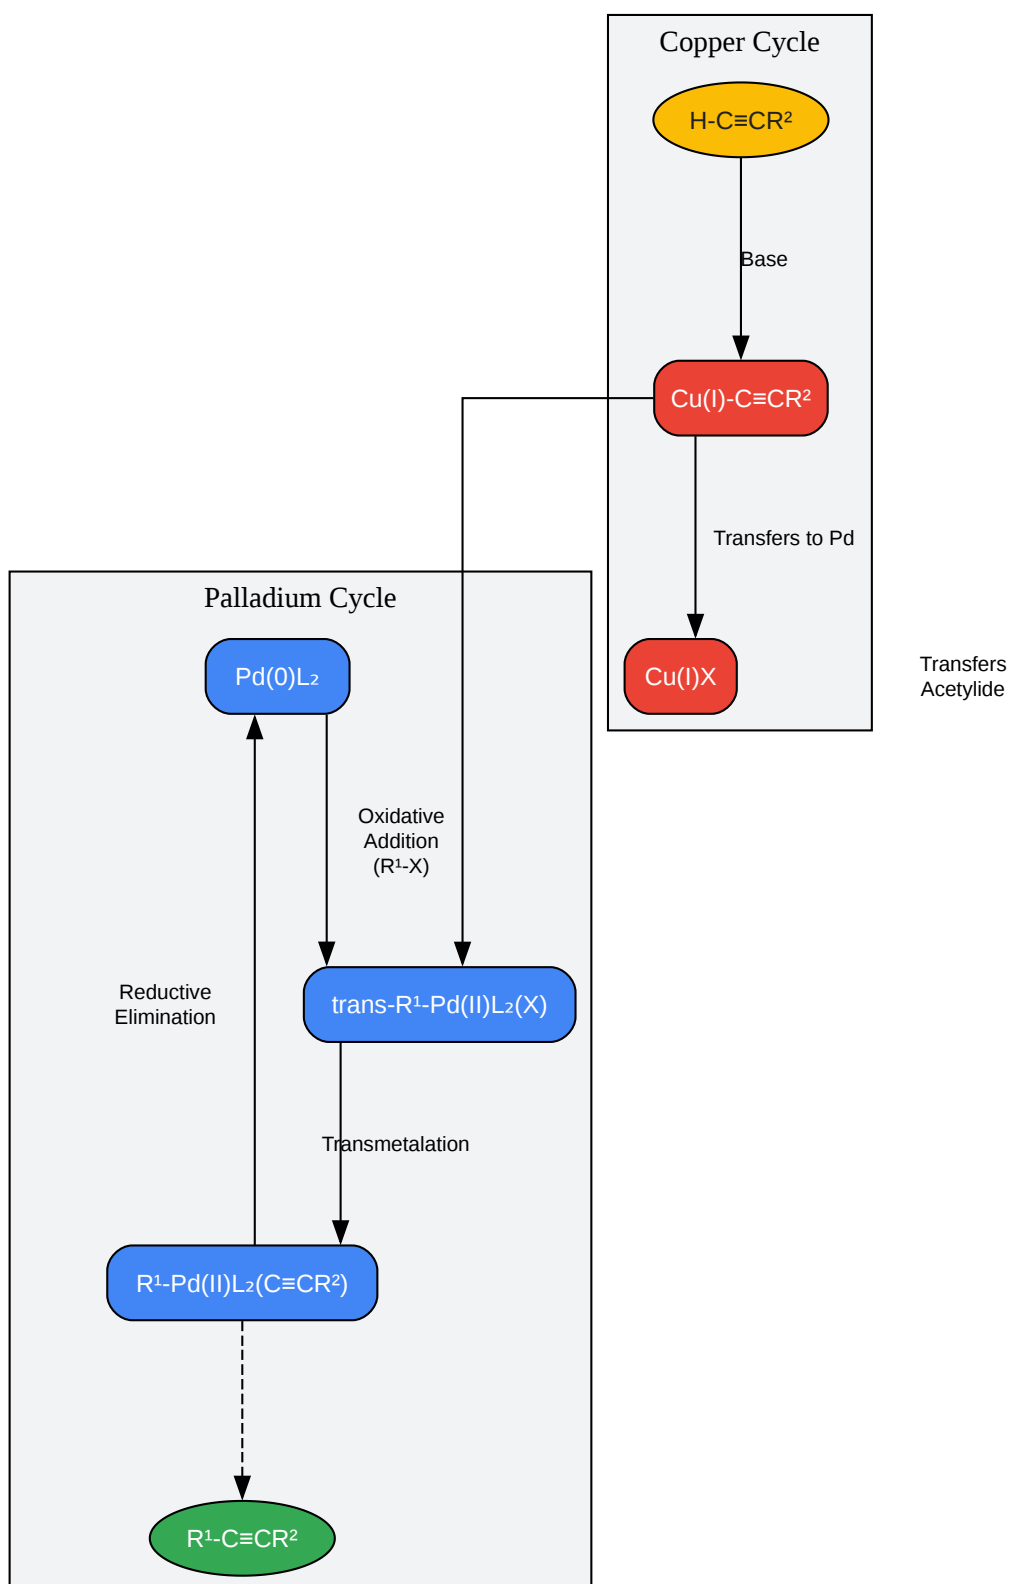 Copper Cycle
H-C≡CR²
Base
Cu(I)-C≡CR²
Transfers to Pd
Cu(I)X
Transfers
Acetylide
Palladium Cycle
Pd(0)L₂
Oxidative
Addition
(R¹-X)
Reductive
Elimination
trans-R¹-Pd(II)L₂(X)
Transmetalation
R¹-Pd(II)L₂(C≡CR²)
R¹-C≡CR²